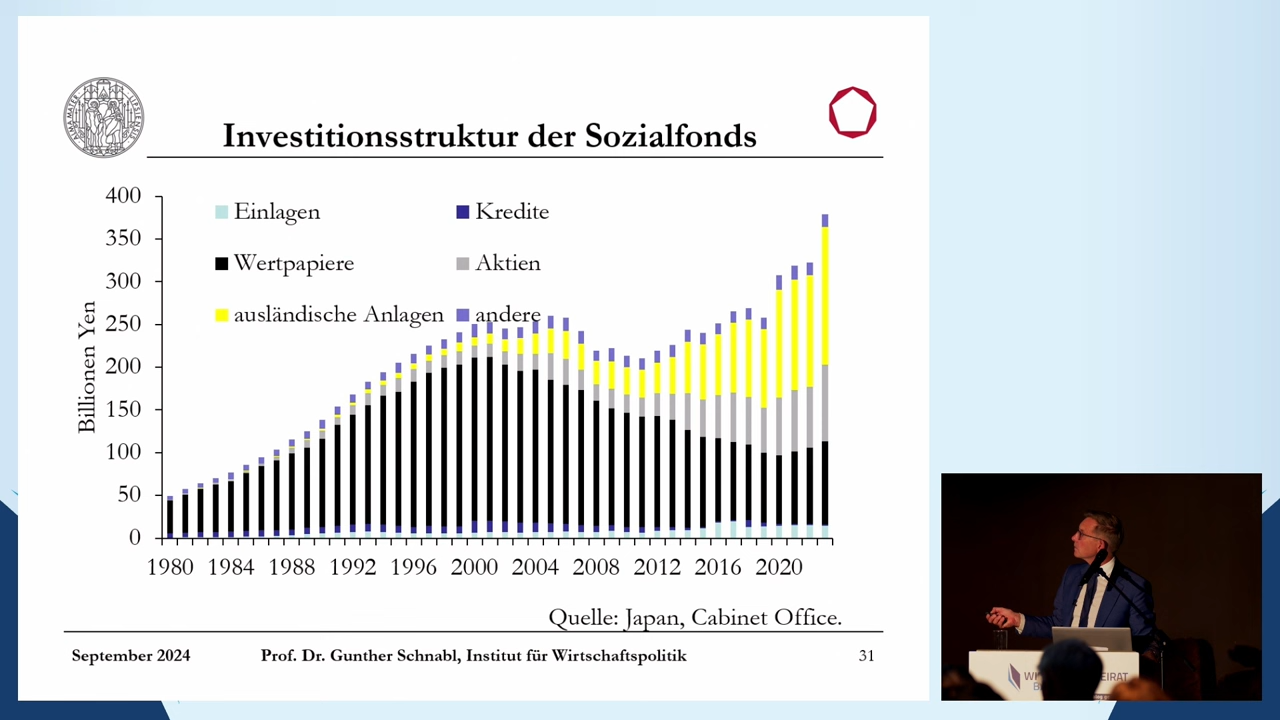 Investitionsstruktur der Sozialfonds
400
350
300
250
200
150
100
50
0
Billionen Yen
Einlagen
Kredite
Wertpapiere
Aktien
ausländische Anlagen
andere
1980 1984 1988 1992 1996 2000 2004 2008 2012 2016 2020
Quelle: Japan, Cabinet Office.
September 2024
Prof. Dr. Gunther Schnabl, Institut für Wirtschaftspolitik
31